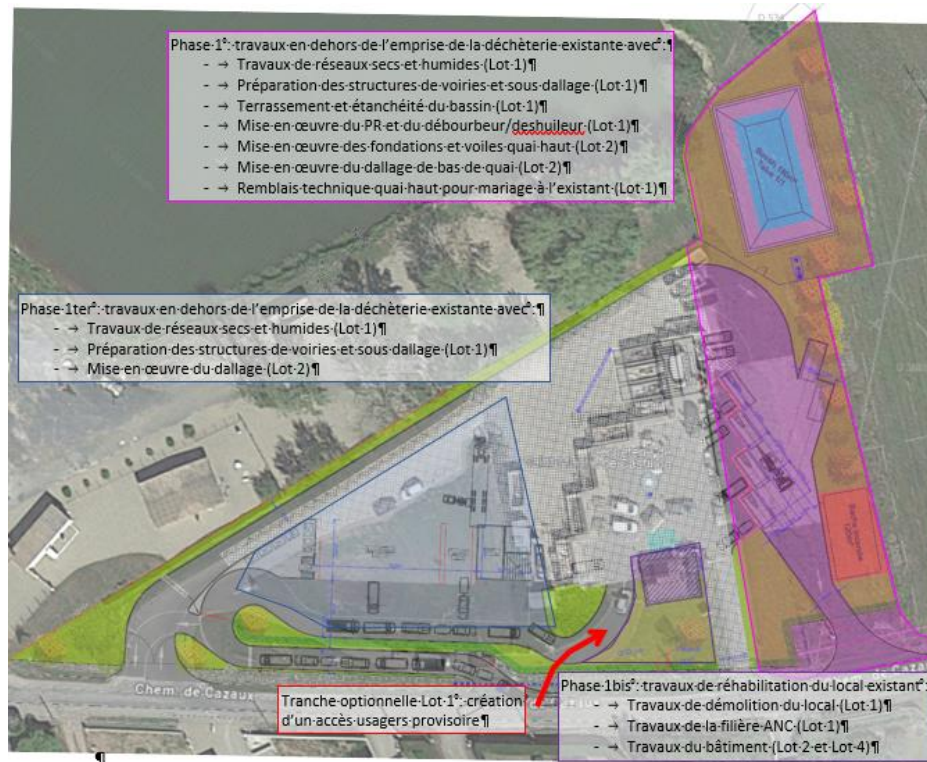 D 534
Phase·1°:·travaux·en·dehors·de·l'emprise·de·la·déchèterie·existante·avec°:¶
- → Travaux·de·réseaux·secs·et·humides·(Lot·1)¶
- → Préparation·des·structures·de·voiries·et·sous·dallage·(Lot·1)¶
- → Terrassement·et·étanchéité·du·bassin·(Lot·1)¶
- → Mise·en·œuvre·du·PR·et·du·débourbeur/deshuileur·(Lot·1)¶
- → Mise·en·œuvre·des·fondations·et·voiles·quai·haut·(Lot·2)¶
- → Mise·en·œuvre·du·dallage·de·bas·de·quai·(Lot·2)¶
- → Remblais·technique·quai·haut·pour·mariage·à·l'existant·(Lot·1)¶
Phase·1ter°:·travaux·en·dehors·de·l'emprise·de·la·déchèterie·existante·avec°:¶
- → Travaux·de·réseaux·secs·et·humides·(Lot·1)¶
- → Préparation·des·structures·de·voiries·et·sous·dallage·(Lot·1)¶
- → Mise·en·œuvre·du·dallage·(Lot·2)¶
Chem. de Cazaux
Tranche·optionnelle·Lot·1°:·création·
d'un·accès·usagers·provisoire¶
Phase·1bis°:·travaux·de·réhabilitation·du·local·existant°:
- → Travaux·de·démolition·du·local·(Lot·1)¶
- → Travaux·de·la·filière·ANC·(Lot·1)¶
- → Travaux·du·bâtiment·(Lot·2·et·Lot·4)¶
¶